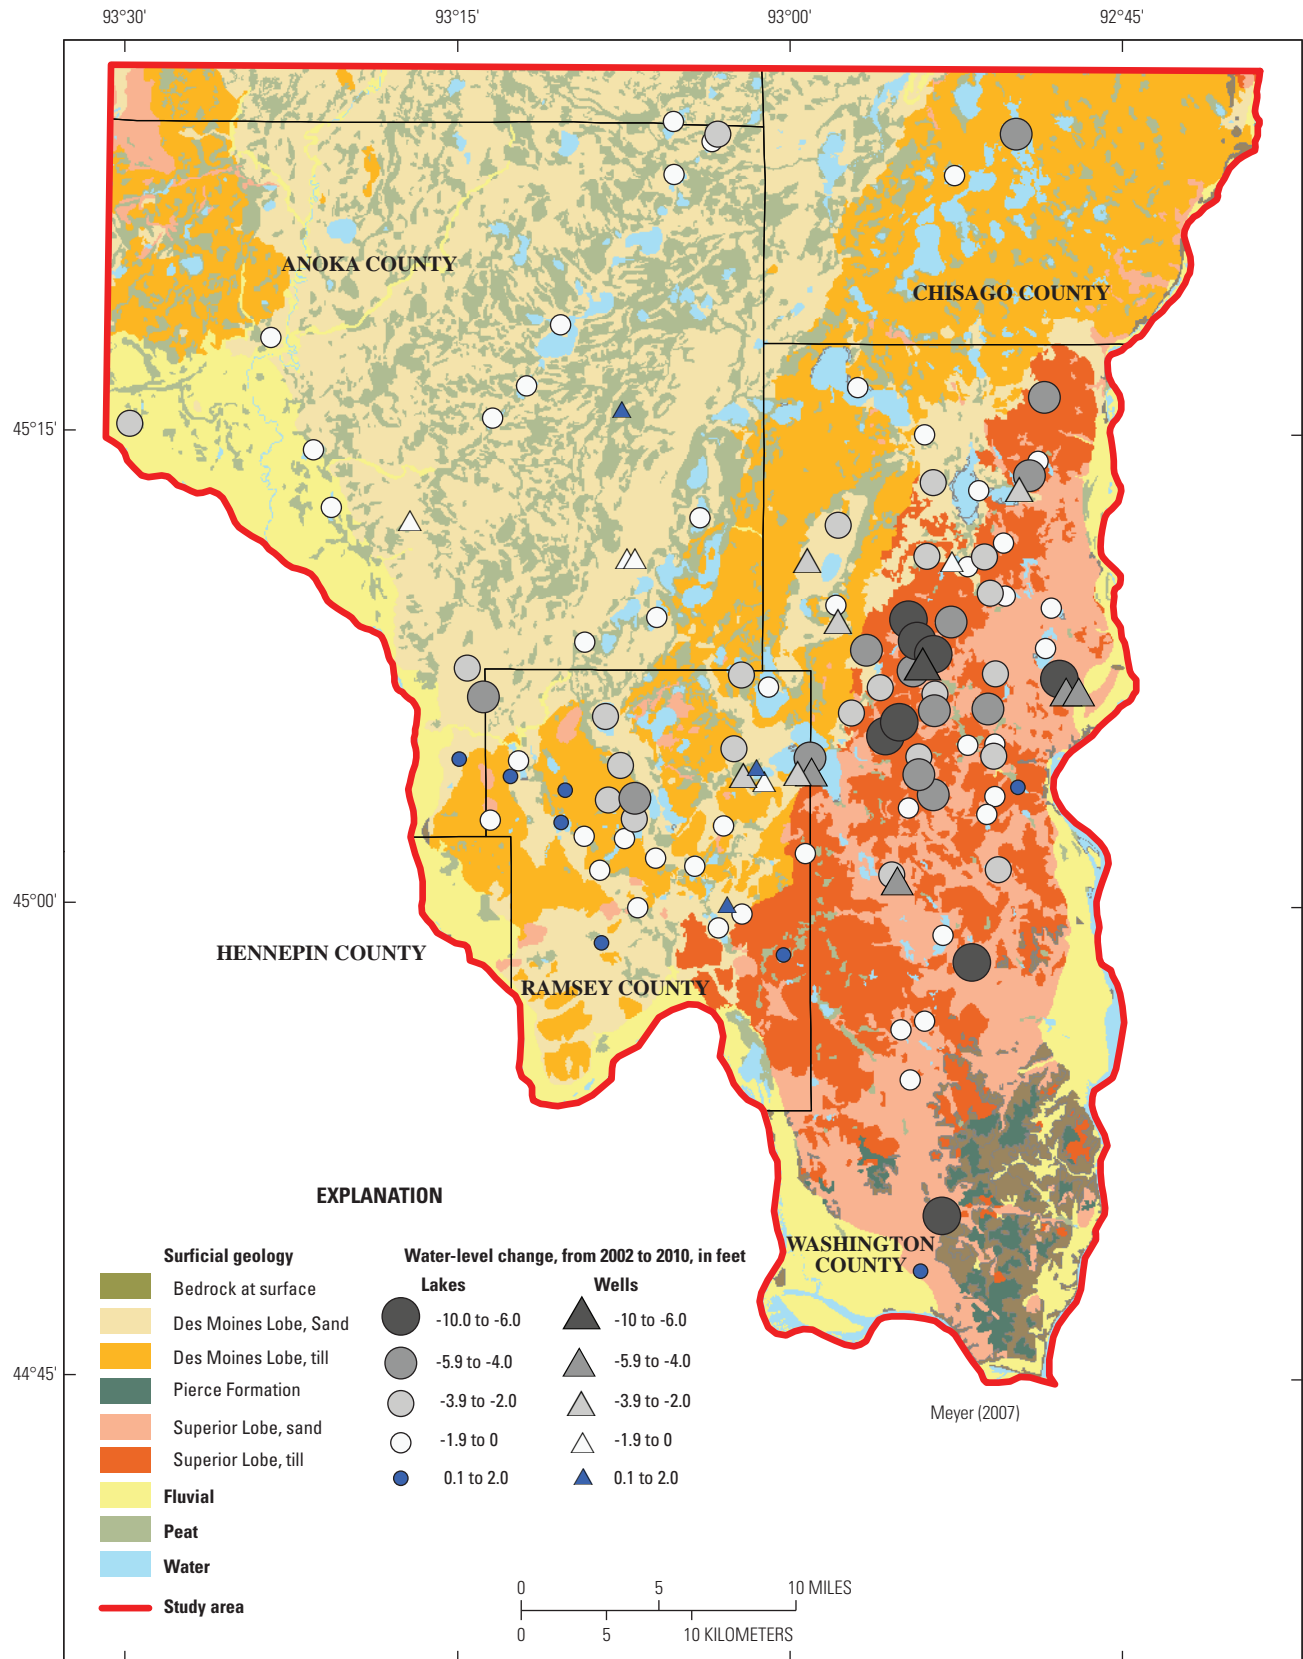 93°30' 93°15' 93°00' 92°45'
ANOKA COUNTY
CHISAGO COUNTY
45°15'
45°00'
HENNEPIN COUNTY
RAMSEY COUNTY
EXPLANATION
WASHINGTON
COUNTY
Surficial geology
Bedrock at surface
Des Moines Lobe, Sand
Des Moines Lobe, till
Pierce Formation
Superior Lobe, sand
Superior Lobe, till
Fluvial
Peat
Water
Study area
Water-level change, from 2002 to 2010, in feet
Lakes Wells
-10.0 to -6.0 -10 to -6.0
-5.9 to -4.0 -5.9 to -4.0
-3.9 to -2.0 -3.9 to -2.0
-1.9 to 0 -1.9 to 0
0.1 to 2.0 0.1 to 2.0
44°45'
Meyer (2007)
0 5 10 MILES
0 5 10 KILOMETERS